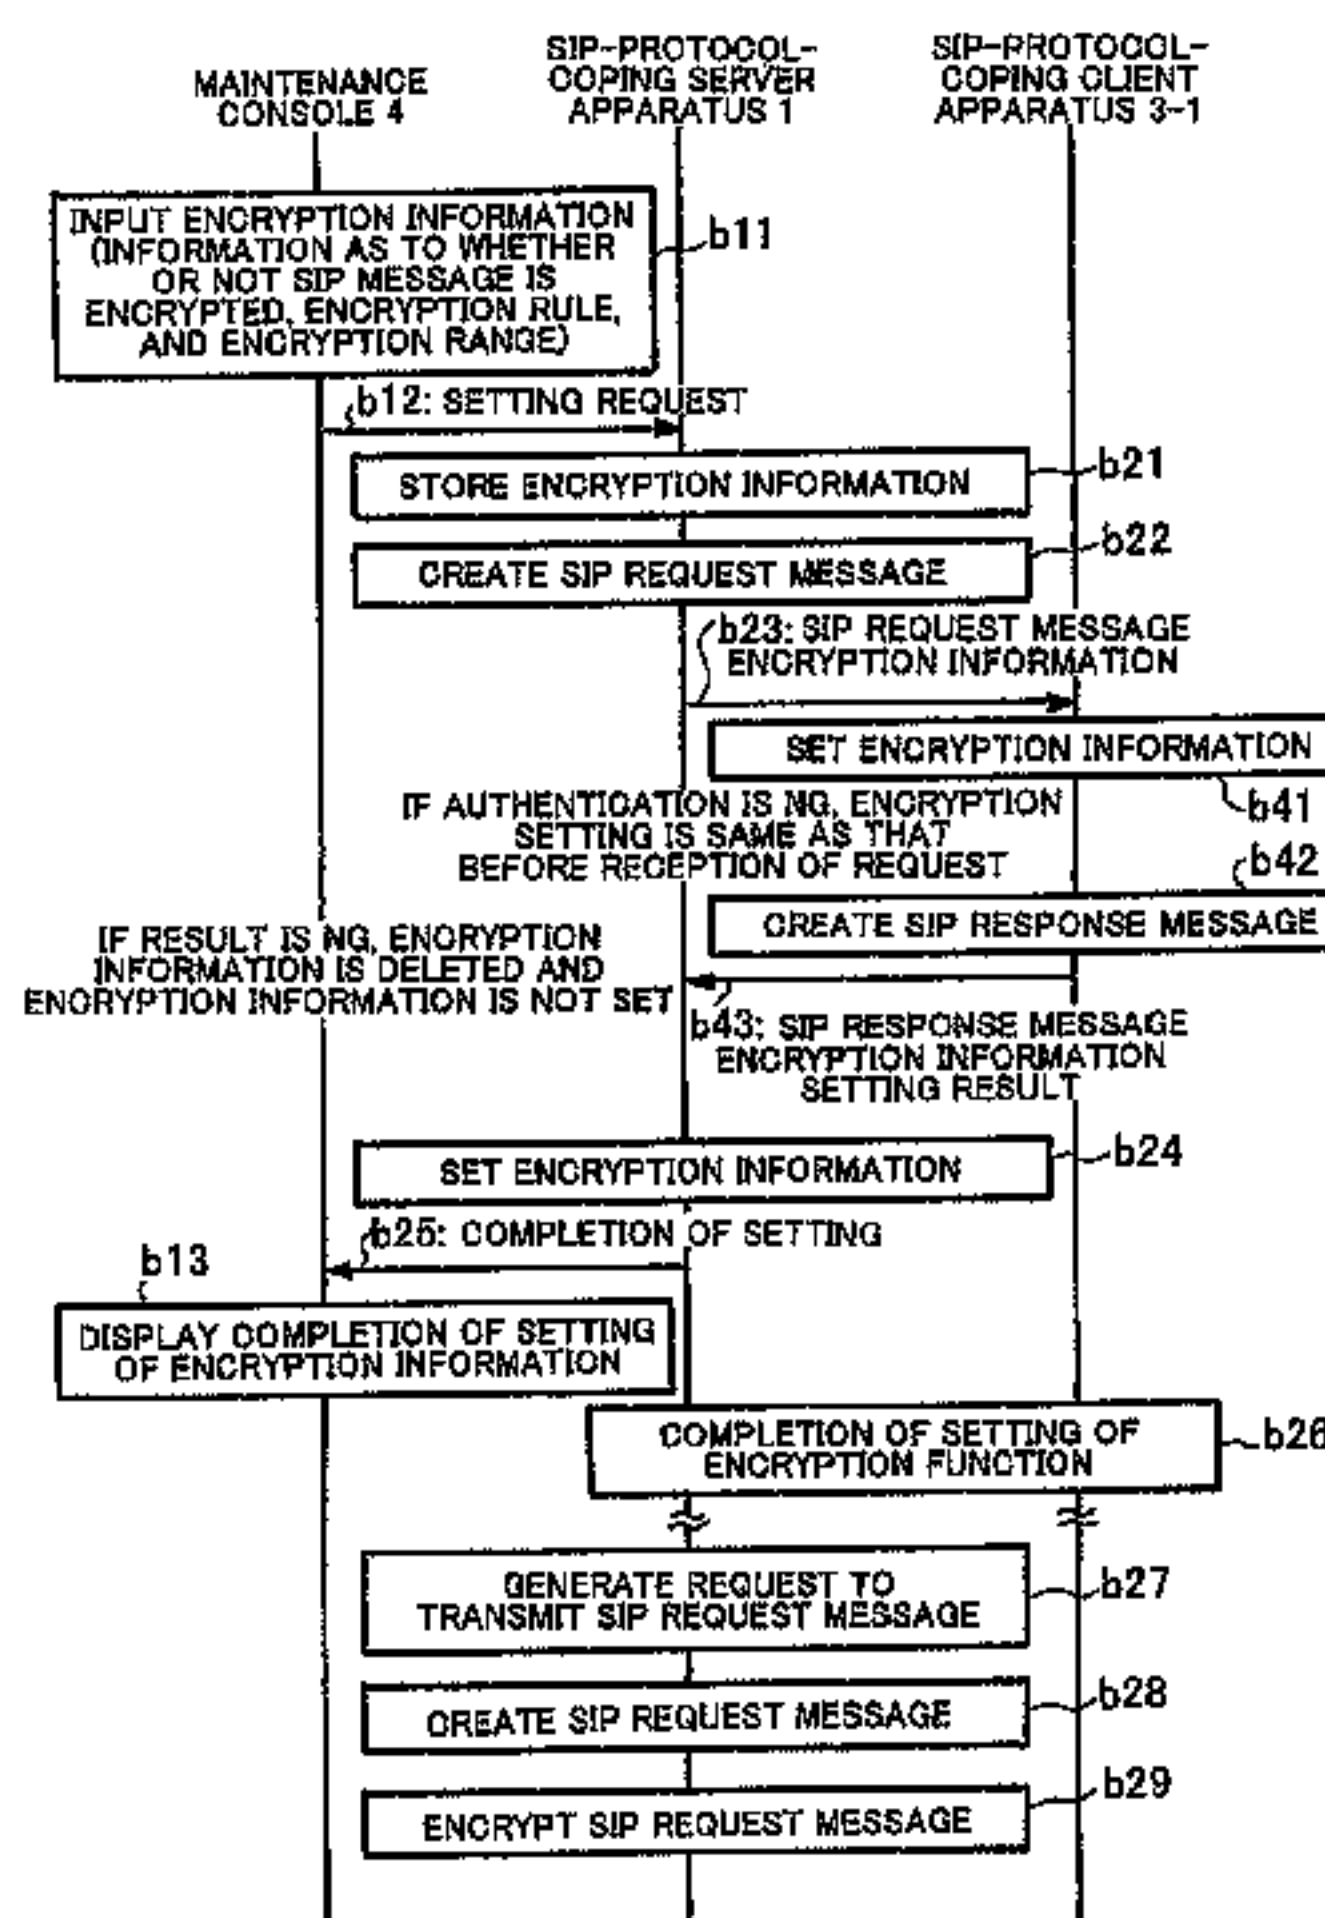 MAINTENANCE
CONSOLE 4
SIP-PROTOCOL-
COPING SERVER
APPARATUS 1
SIP-PROTOCOL-
COPING CLIENT
APPARATUS 3-1
INPUT ENCRYPTION INFORMATION
(INFORMATION AS TO WHETHER
OR NOT SIP MESSAGE IS
ENCRYPTED, ENCRYPTION RULE,
AND ENCRYPTION RANGE)
b11
b12: SETTING REQUEST
STORE ENCRYPTION INFORMATION
b21
CREATE SIP REQUEST MESSAGE
b22
b23: SIP REQUEST MESSAGE
ENCRYPTION INFORMATION
SET ENCRYPTION INFORMATION
b41
IF AUTHENTICATION IS NG, ENCRYPTION
SETTING IS SAME AS THAT
BEFORE RECEPTION OF REQUEST
b42
CREATE SIP RESPONSE MESSAGE
IF RESULT IS NG, ENCRYPTION
INFORMATION IS DELETED AND
ENCRYPTION INFORMATION IS NOT SET
b43: SIP RESPONSE MESSAGE
ENCRYPTION INFORMATION
SETTING RESULT
SET ENCRYPTION INFORMATION
b24
b25: COMPLETION OF SETTING
b13
DISPLAY COMPLETION OF SETTING
OF ENCRYPTION INFORMATION
COMPLETION OF SETTING OF
ENCRYPTION FUNCTION
b26
GENERATE REQUEST TO
TRANSMIT SIP REQUEST MESSAGE
b27
CREATE SIP REQUEST MESSAGE
b28
ENCRYPT SIP REQUEST MESSAGE
b29